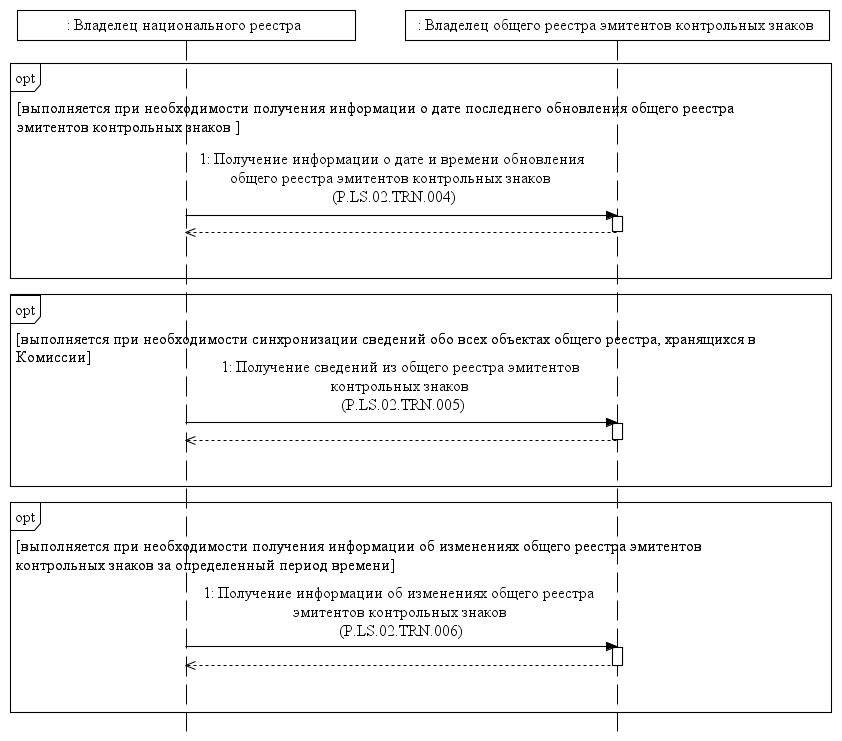 : Владелец национального реестра
: Владелец общего реестра эмитентов контрольных знаков
opt
[выполняется при необходимости получения информации о дате последнего обновления общего реестра
эмитентов контрольных знаков ]
1: Получение информации о дате и времени обновления
общего реестра эмитентов контрольных знаков
(P.LS.02.TRN.004)
opt
[выполняется при необходимости синхронизации сведений обо всех объектах общего реестра, хранящихся в
Комиссии]
1: Получение сведений из общего реестра эмитентов
контрольных знаков
(P.LS.02.TRN.005)
opt
[выполняется при необходимости получения информации об изменениях общего реестра эмитентов
контрольных знаков за определенный период времени]
1: Получение информации об изменениях общего реестра
эмитентов контрольных знаков
(P.LS.02.TRN.006)